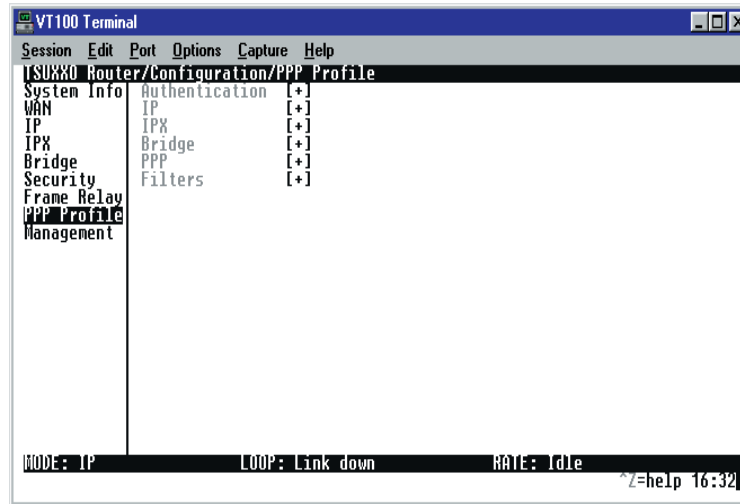 VT100 Terminal
Session Edit Port Options Capture Help
TSUXX0 Router/Configuration/PPP Profile
System Info Authentication [+]
WAN IP [+]
IP IPX [+]
IPX Bridge [+]
Bridge PPP [+]
Security Filters [+]
Frame Relay
PPP Profile
Management
MODE: IP LOOP: Link down RATE: Idle
^Z=help 16:32